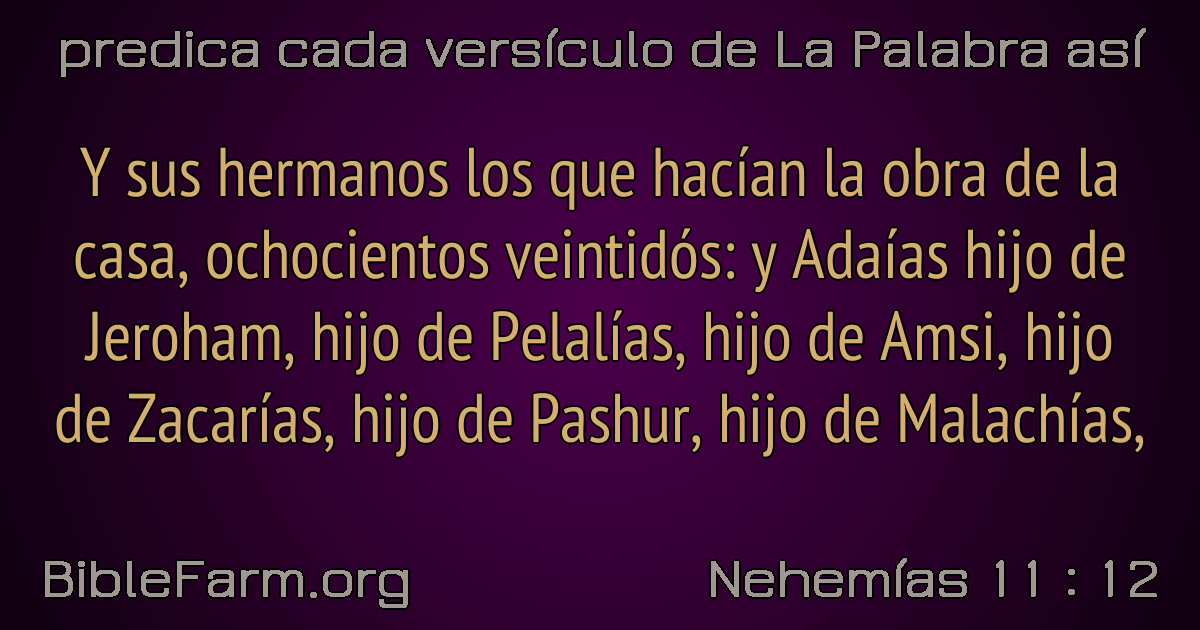 predica cada versículo de La Palabra así
Y sus hermanos los que hacían la obra de la
casa, ochocientos veintidós: y Adaías hijo de
Jeroham, hijo de Pelalías, hijo de Amsi, hijo
de Zacarías, hijo de Pashur, hijo de Malachías,
BibleFarm.org
Nehemías 11 : 12